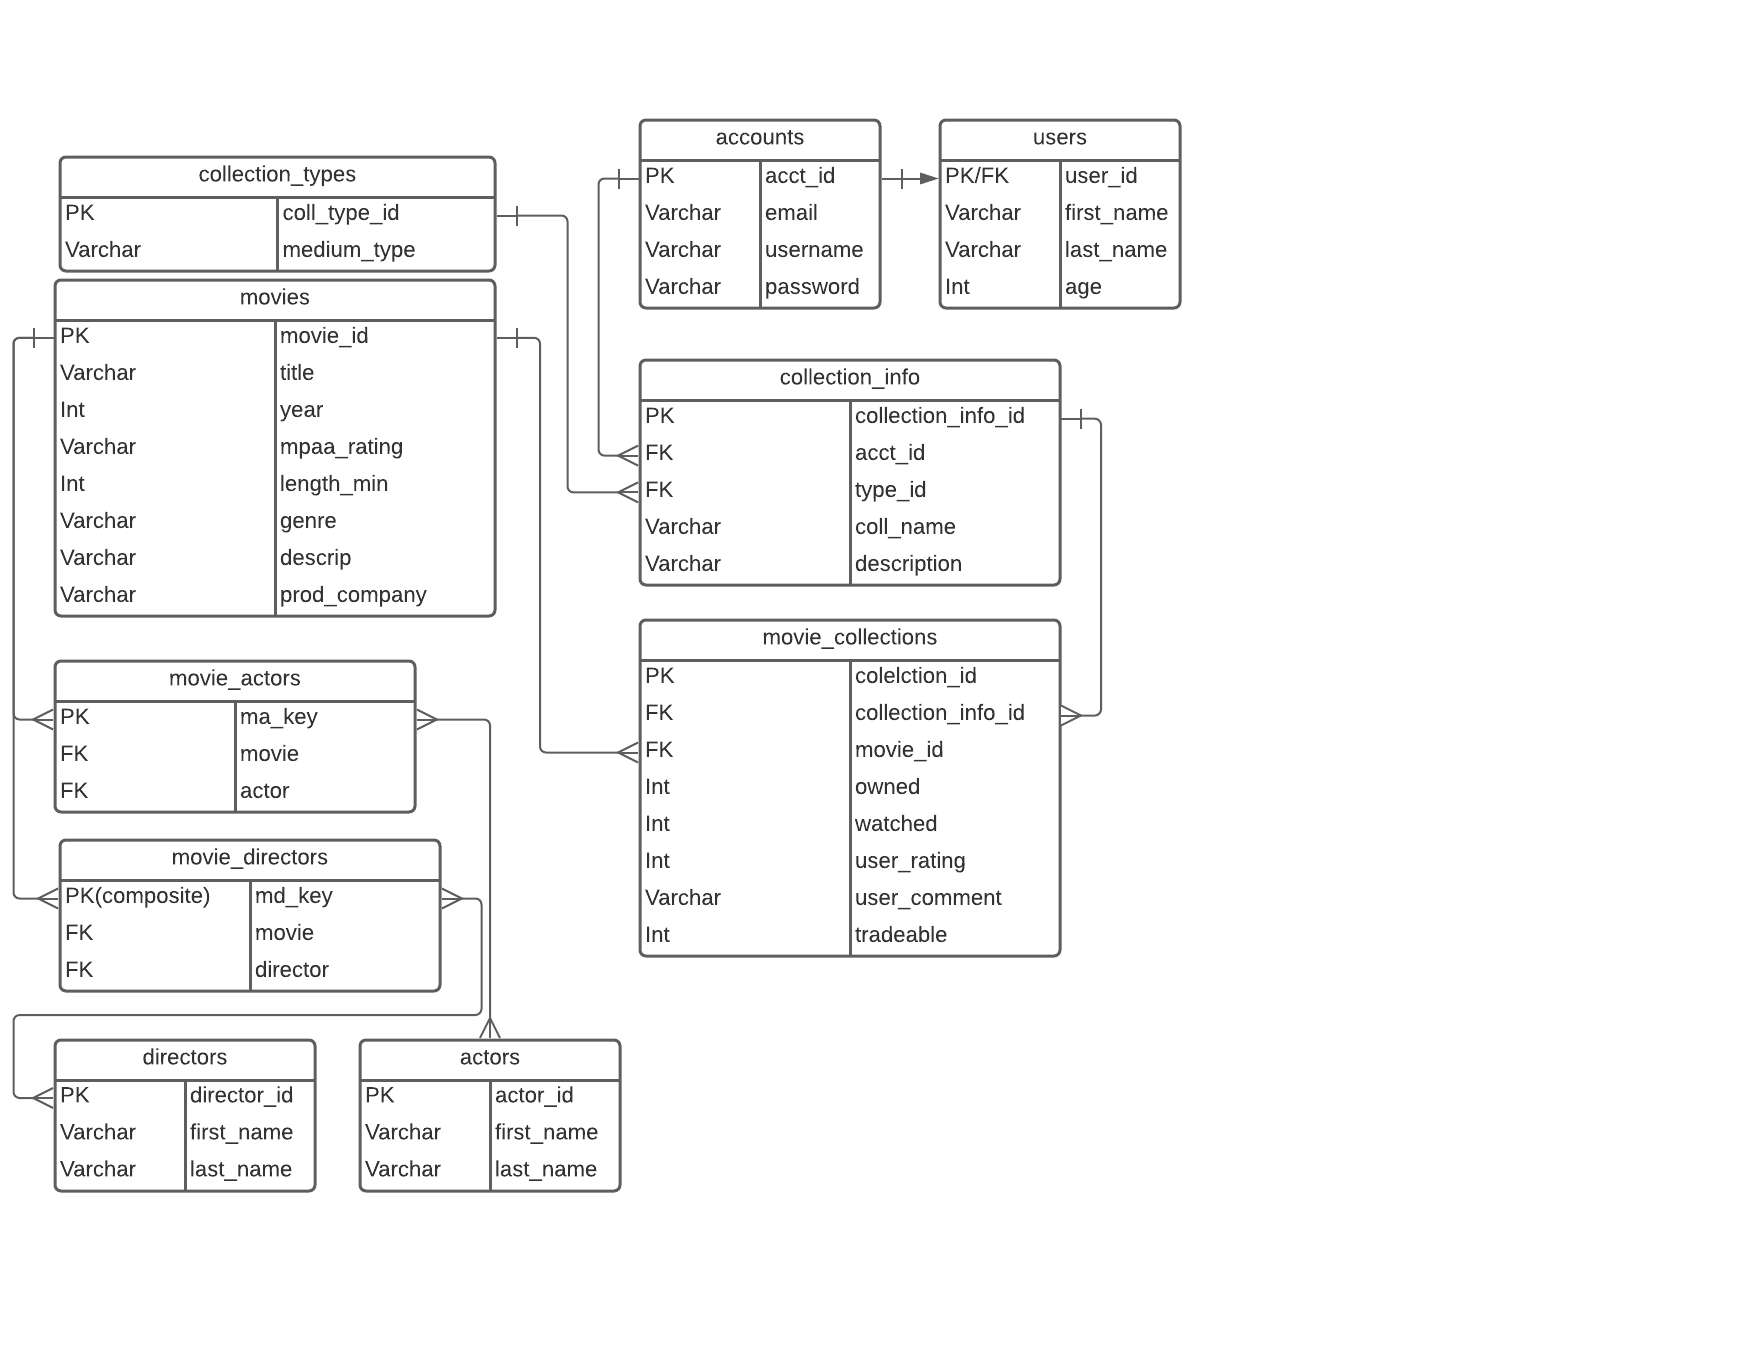 collection_types
PK coll_type_id
Varchar medium_type
movies
PK movie_id
Varchar title
Int year
Varchar mpaa_rating
Int length_min
Varchar genre
Varchar descrip
Varchar prod_company
movie_actors
PK ma_key
FK movie
FK actor
movie_directors
PK(composite) md_key
FK movie
FK director
directors
PK director_id
Varchar first_name
Varchar last_name
actors
PK actor_id
Varchar first_name
Varchar last_name
accounts
PK acct_id
Varchar email
Varchar username
Varchar password
users
PK/FK user_id
Varchar first_name
Varchar last_name
Int age
collection_info
PK collection_info_id
FK acct_id
FK type_id
Varchar coll_name
Varchar description
movie_collections
PK colelction_id
FK collection_info_id
FK movie_id
Int owned
Int watched
Int user_rating
Varchar user_comment
Int tradeable